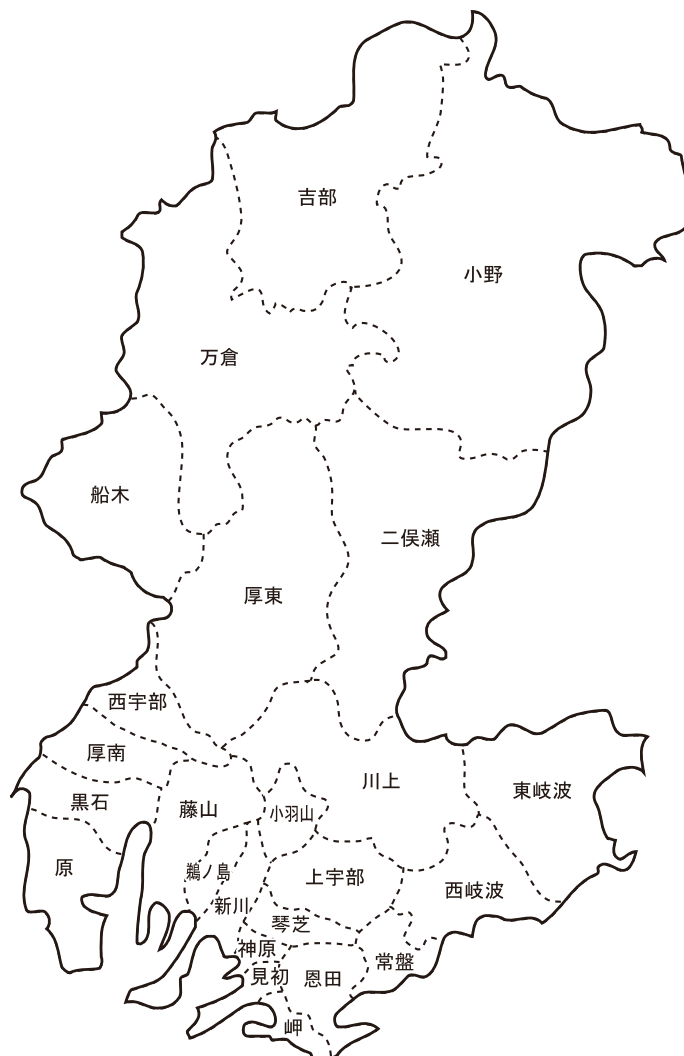 吉部
小野
万倉
船木
二俣瀬
厚東
西宇部
厚南
川上
東岐波
黒石
藤山
小羽山
原
鵜ノ島
上宇部
西岐波
新川
琴芝
神原
常盤
見初
恩田
岬